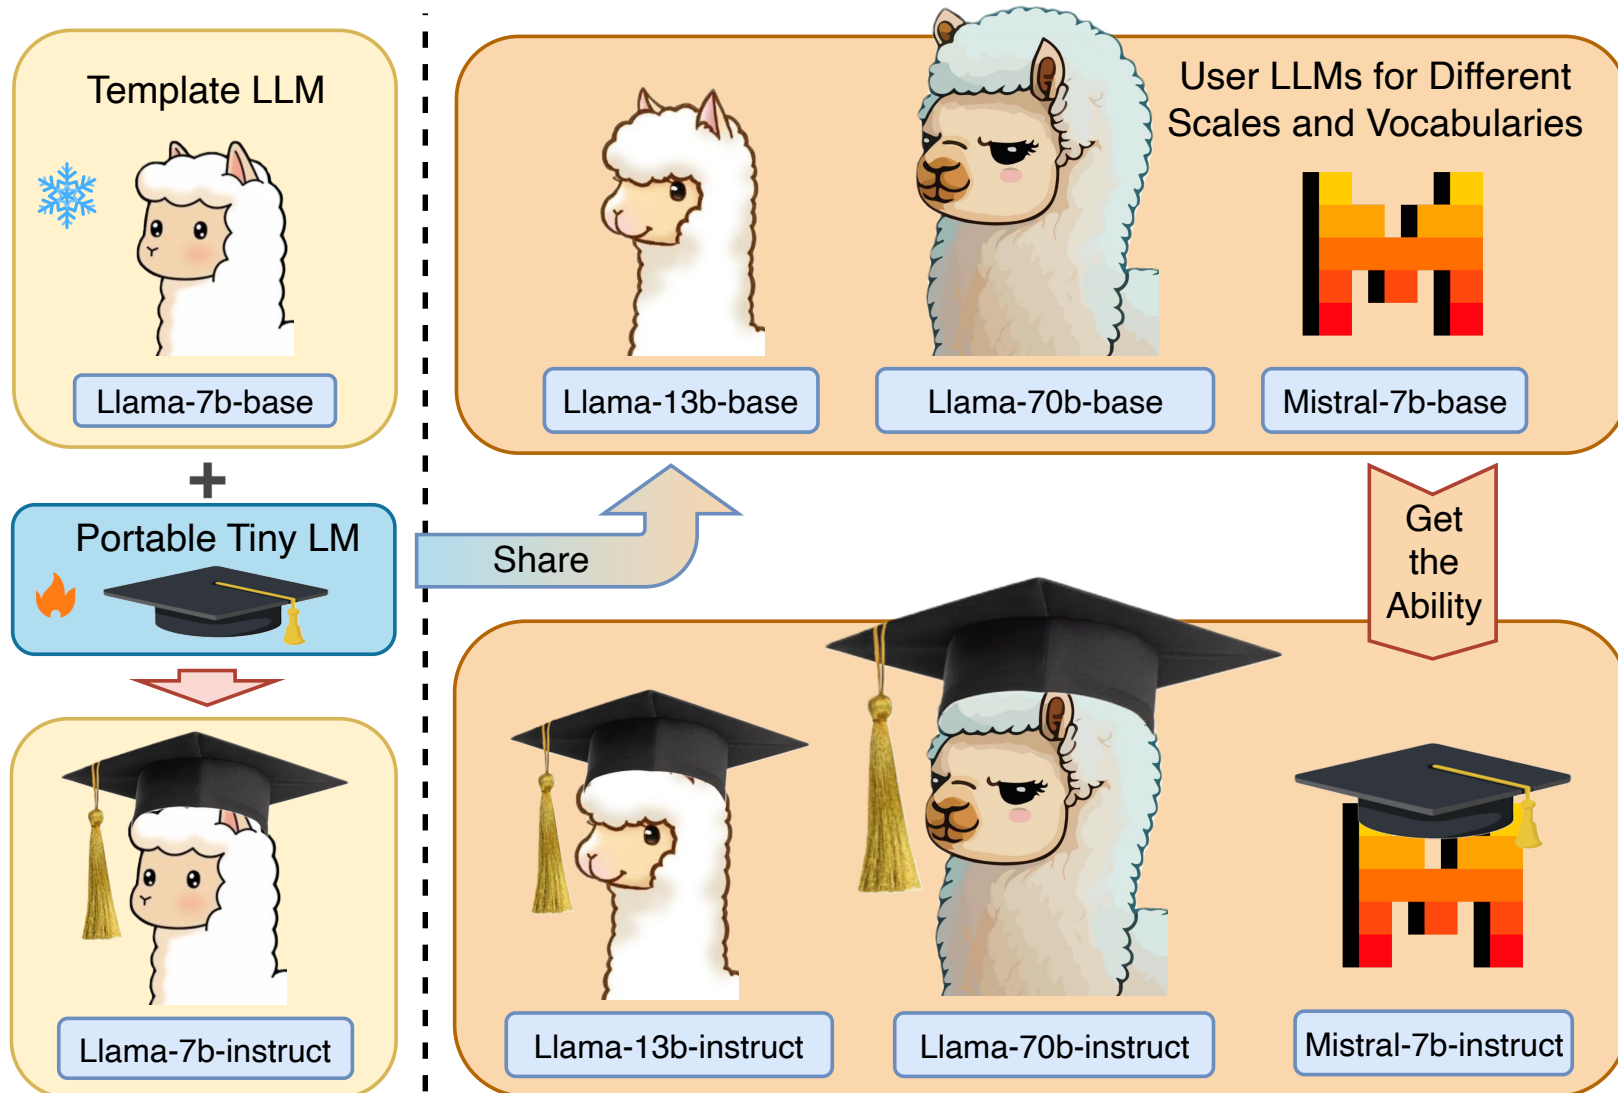 Template LLM
Llama-7b-base
Portable Tiny LM
Llama-7b-instruct
Share
User LLMs for Different
Scales and Vocabularies
Llama-13b-base
Llama-70b-base
Mistral-7b-base
Get
the
Ability
Llama-13b-instruct
Llama-70b-instruct
Mistral-7b-instruct